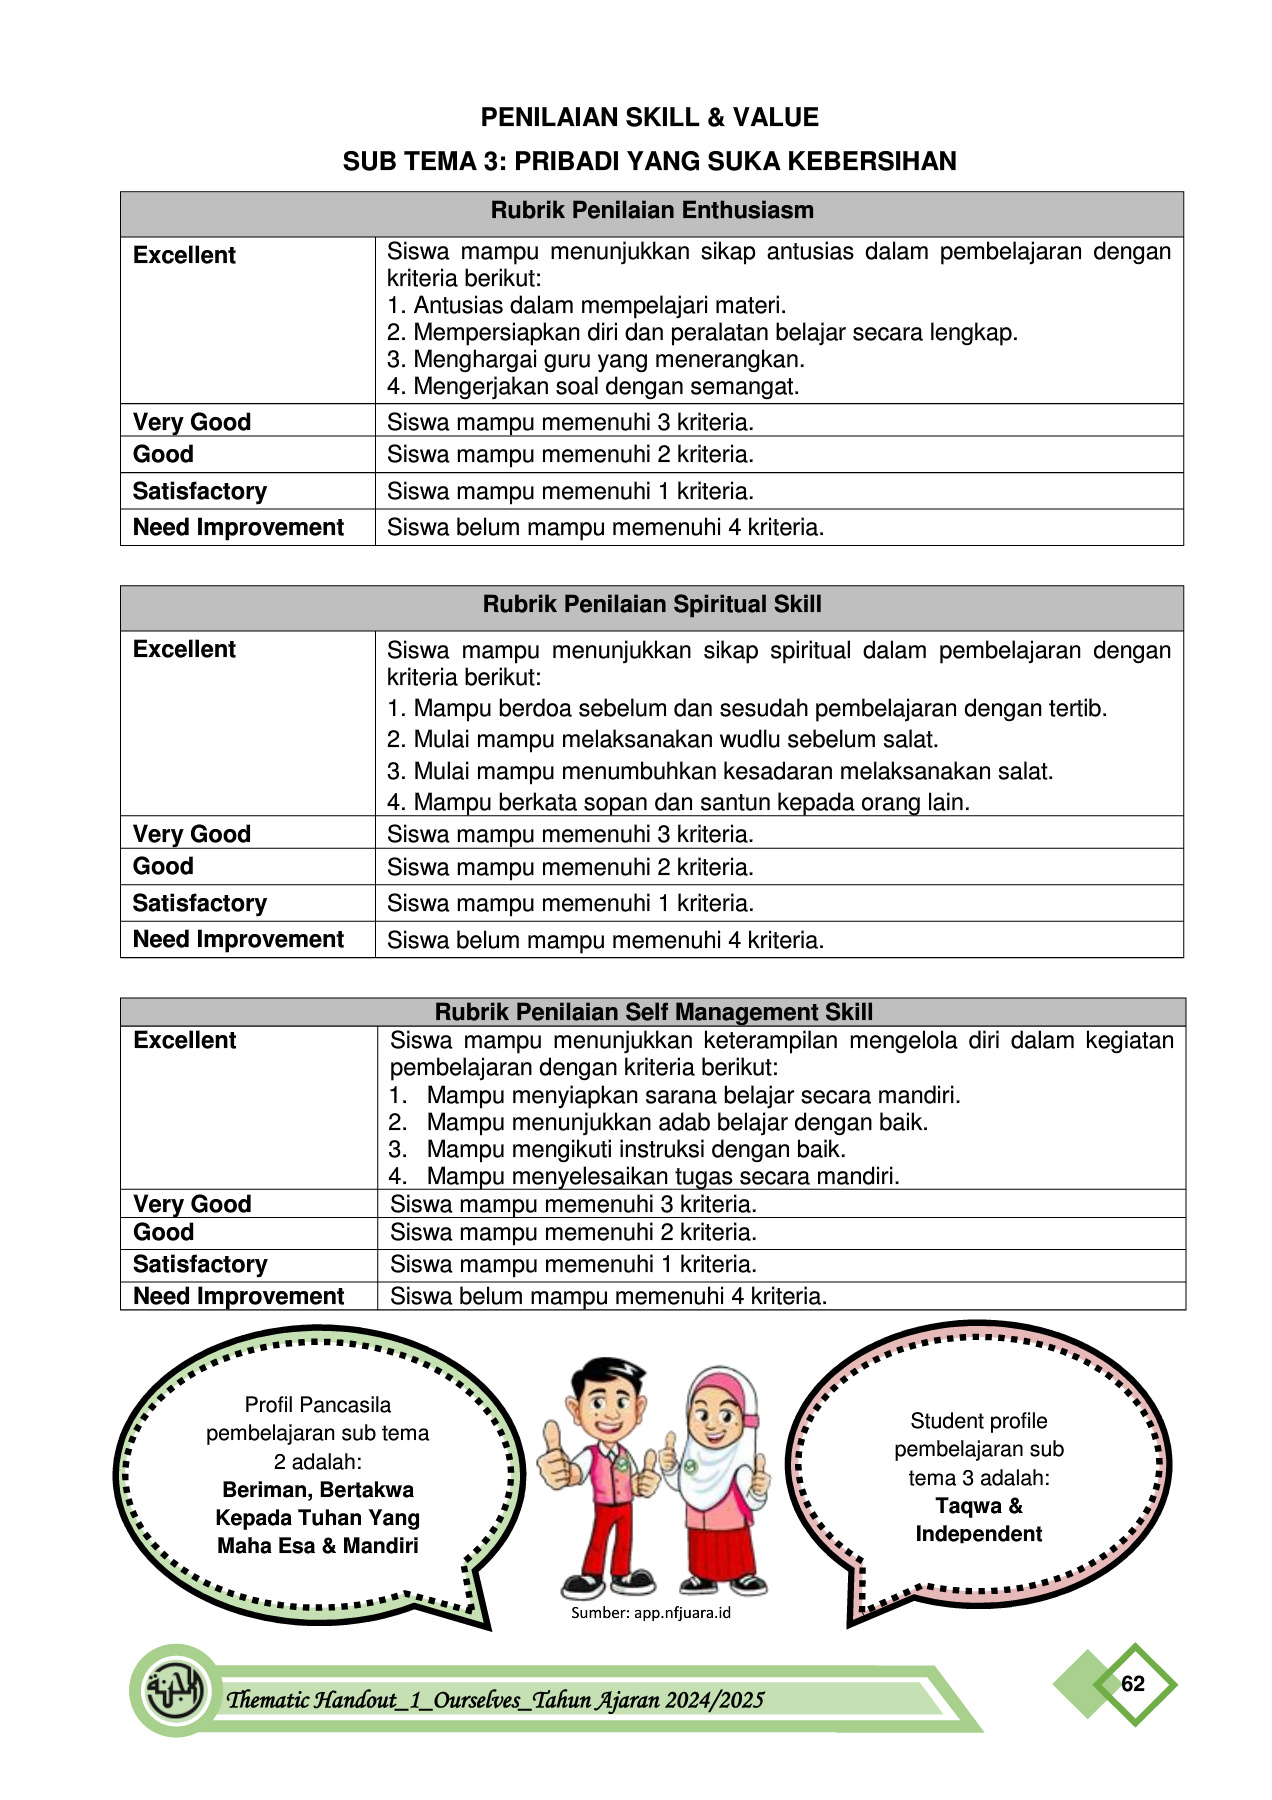 PENILAIAN SKILL & VALUE
SUB TEMA 3: PRIBADI YANG SUKA KEBERSIHAN
Rubrik Penilaian Enthusiasm
Excellent
Siswa mampu menunjukkan sikap antusias dalam pembelajaran dengan
kriteria berikut:
1. Antusias dalam mempelajari materi.
2. Mempersiapkan diri dan peralatan belajar secara lengkap.
3. Menghargai guru yang menerangkan.
4. Mengerjakan soal dengan semangat.
Very Good
Siswa mampu memenuhi 3 kriteria.
Good
Siswa mampu memenuhi 2 kriteria.
Satisfactory
Siswa mampu memenuhi 1 kriteria.
Need Improvement
Siswa belum mampu memenuhi 4 kriteria.
Rubrik Penilaian Spiritual Skill
Excellent
Siswa mampu menunjukkan sikap spiritual dalam pembelajaran dengan
kriteria berikut:
1. Mampu berdoa sebelum dan sesudah pembelajaran dengan tertib.
2. Mulai mampu melaksanakan wudlu sebelum salat.
3. Mulai mampu menumbuhkan kesadaran melaksanakan salat.
4. Mampu berkata sopan dan santun kepada orang lain.
Very Good
Siswa mampu memenuhi 3 kriteria.
Good
Siswa mampu memenuhi 2 kriteria.
Satisfactory
Siswa mampu memenuhi 1 kriteria.
Need Improvement
Siswa belum mampu memenuhi 4 kriteria.
Rubrik Penilaian Self Management Skill
Excellent
Siswa mampu menunjukkan keterampilan mengelola diri dalam kegiatan
pembelajaran dengan kriteria berikut:
1. Mampu menyiapkan sarana belajar secara mandiri.
2. Mampu menunjukkan adab belajar dengan baik.
3. Mampu mengikuti instruksi dengan baik.
4. Mampu menyelesaikan tugas secara mandiri.
Very Good
Siswa mampu memenuhi 3 kriteria.
Good
Siswa mampu memenuhi 2 kriteria.
Satisfactory
Siswa mampu memenuhi 1 kriteria.
Need Improvement
Siswa belum mampu memenuhi 4 kriteria.
Profil Pancasila
pembelajaran sub tema
2 adalah:
Beriman, Bertakwa
Kepada Tuhan Yang
Maha Esa & Mandiri
Student profile
pembelajaran sub
tema 3 adalah:
Taqwa &
Independent
Sumber: app.nfjuara.id
Thematic Handout_1_Ourselves_Tahun Ajaran 2024/2025
62